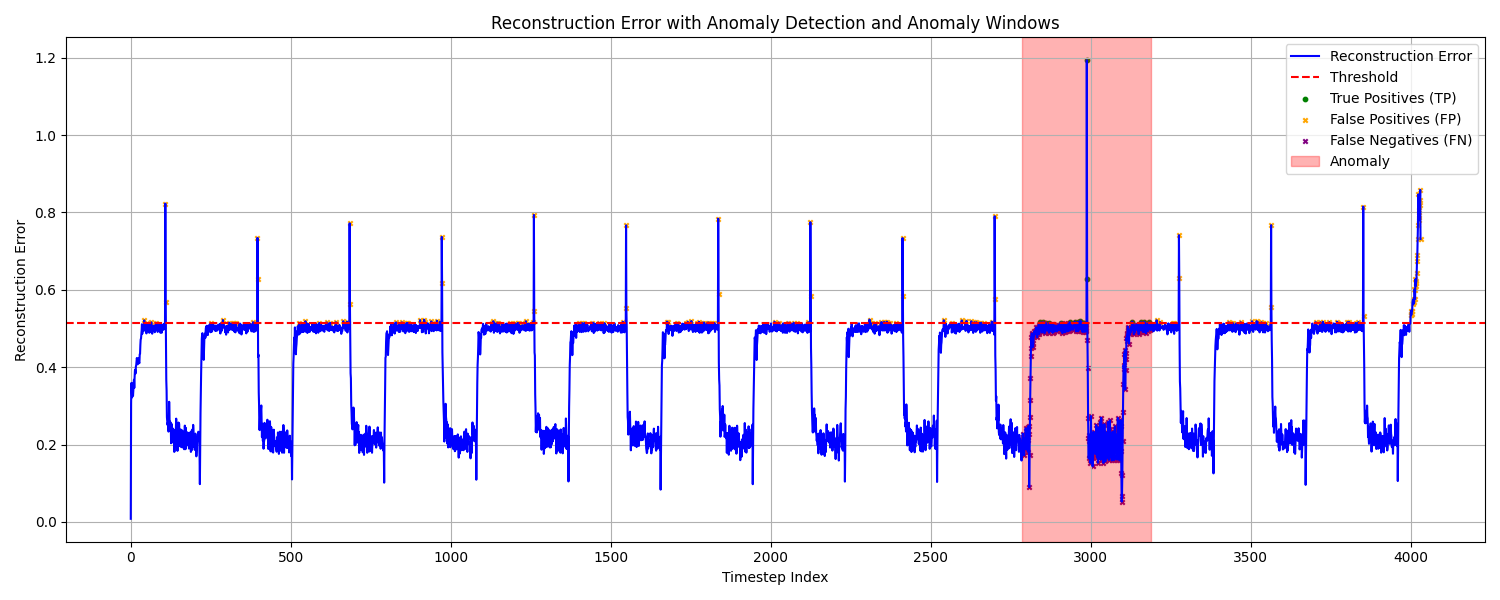 Reconstruction Error with Anomaly Detection and Anomaly Windows
Reconstruction Error
1.2
1.0
0.8
0.6
0.4
0.2
0.0
Reconstruction Error
Threshold
True Positives (TP)
False Positives (FP)
False Negatives (FN)
Anomaly
0 500 1000 1500 2000 2500 3000 3500 4000
Timestep Index